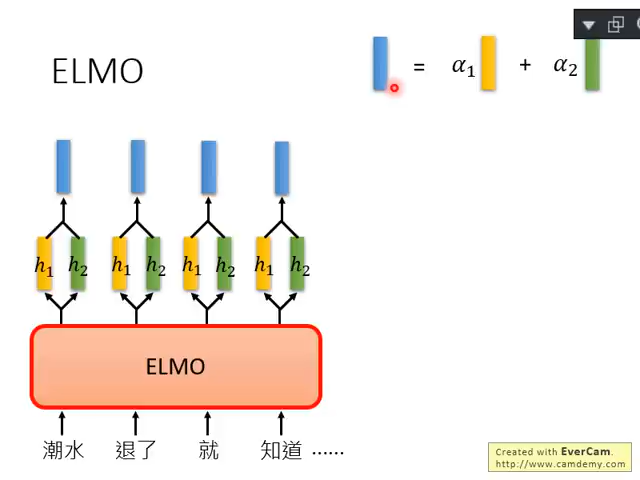 ELMO
= α1 + α2
h1 h2 h1 h2 h1 h2 h1 h2
ELMO
潮水 退了 就 知道 ......
Created with EverCam.
http://www.camdemy.com